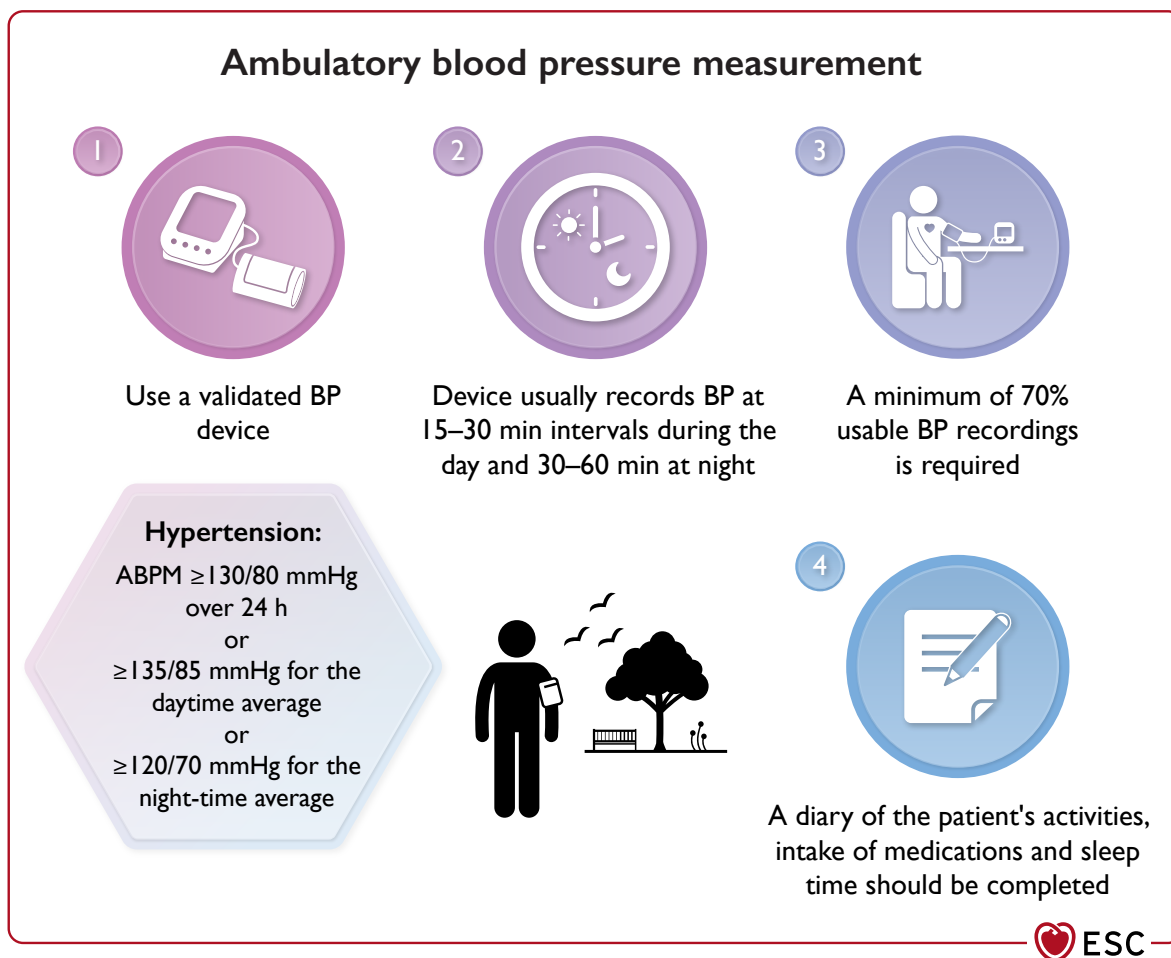 Ambulatory blood pressure measurement
1
Use a validated BP
device
2
Device usually records BP at
15–30 min intervals during the
day and 30–60 min at night
3
A minimum of 70%
usable BP recordings
is required
Hypertension:
ABPM ≥130/80 mmHg
over 24 h
or
≥135/85 mmHg for the
daytime average
or
≥120/70 mmHg for the
night-time average
4
A diary of the patient's activities,
intake of medications and sleep
time should be completed
ESC